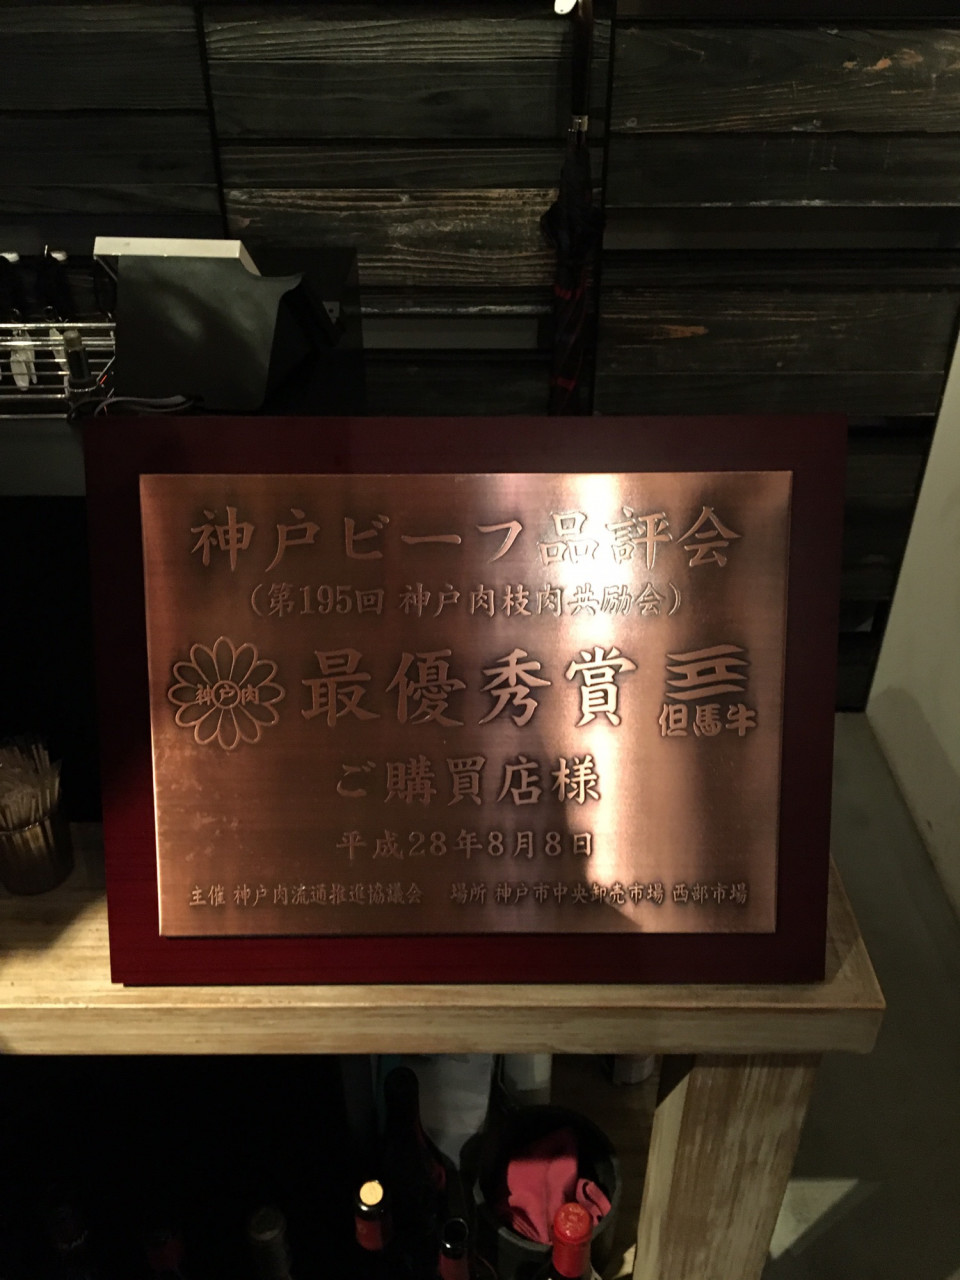 神戸ビーフ品評会
（第195回 神戸肉枝肉共励会）
神戸肉
最優秀賞
但馬牛
ご購買店様
平成28年8月8日
主催 神戸肉流通推進協議会 場所 神戸市中央卸売市場 西部市場